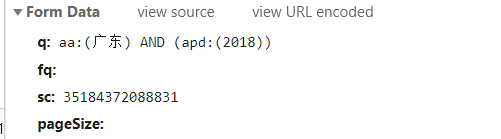 ▼ Form Data view source view URL encoded
q: aa:(广东) AND (apd:(2018))
fq:
sc: 35184372088831
pageSize: